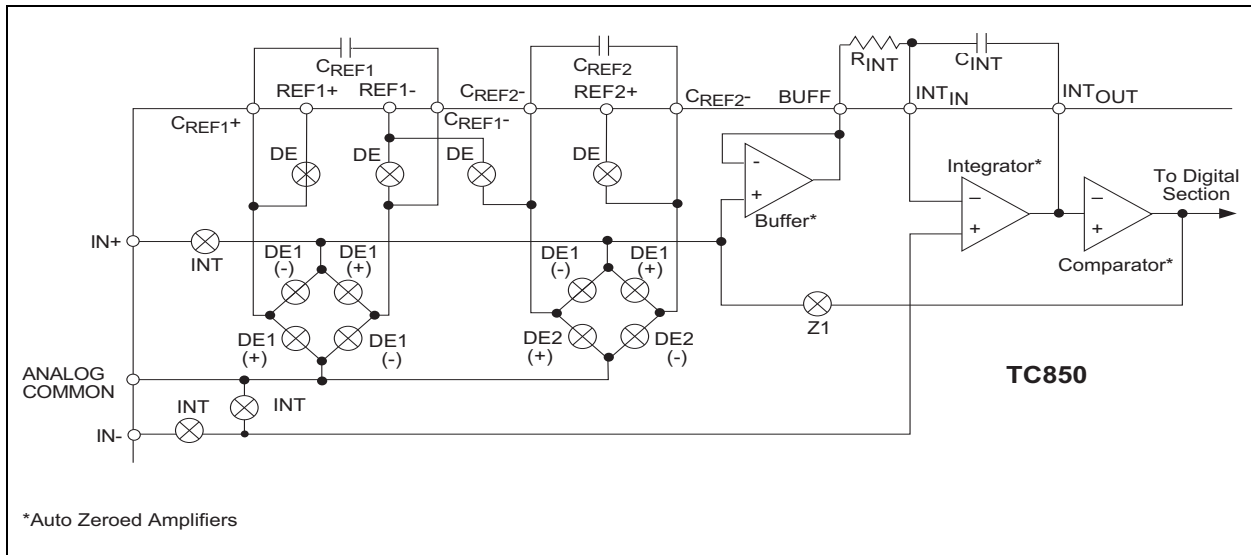 CREF1
CREF2
RINT
CINT
REF1+
REF1-
CREF2-
REF2+
CREF2-
BUFF
INTIN
INTOUT
CREF1+
CREF1-
DE
DE
DE
DE
-
+
Buffer*
Integrator*
−
+
−
+
Comparator*
To Digital
Section
IN+
INT
DE1
(-)
DE1
(+)
DE1
(-)
DE1
(+)
DE1
(+)
DE1
(-)
DE2
(+)
DE2
(-)
Z1
ANALOG
COMMON
INT
INT
IN-
TC850
*Auto Zeroed Amplifiers